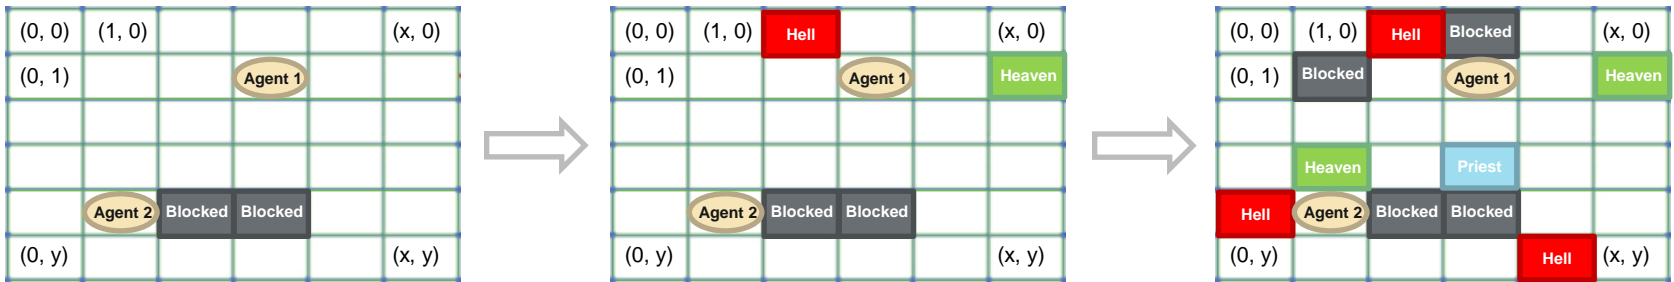 (0, 0) (1, 0) (x, 0)
(0, 1) Agent 1
Agent 2 Blocked Blocked
(0, y) (x, y)
(0, 0) (1, 0) Hell (x, 0)
(0, 1) Agent 1 Heaven
Agent 2 Blocked Blocked
(0, y) (x, y)
(0, 0) (1, 0) Hell Blocked (x, 0)
(0, 1) Blocked Agent 1 Heaven
Heaven Priest
Hell Agent 2 Blocked Blocked
(0, y) Hell (x, y)